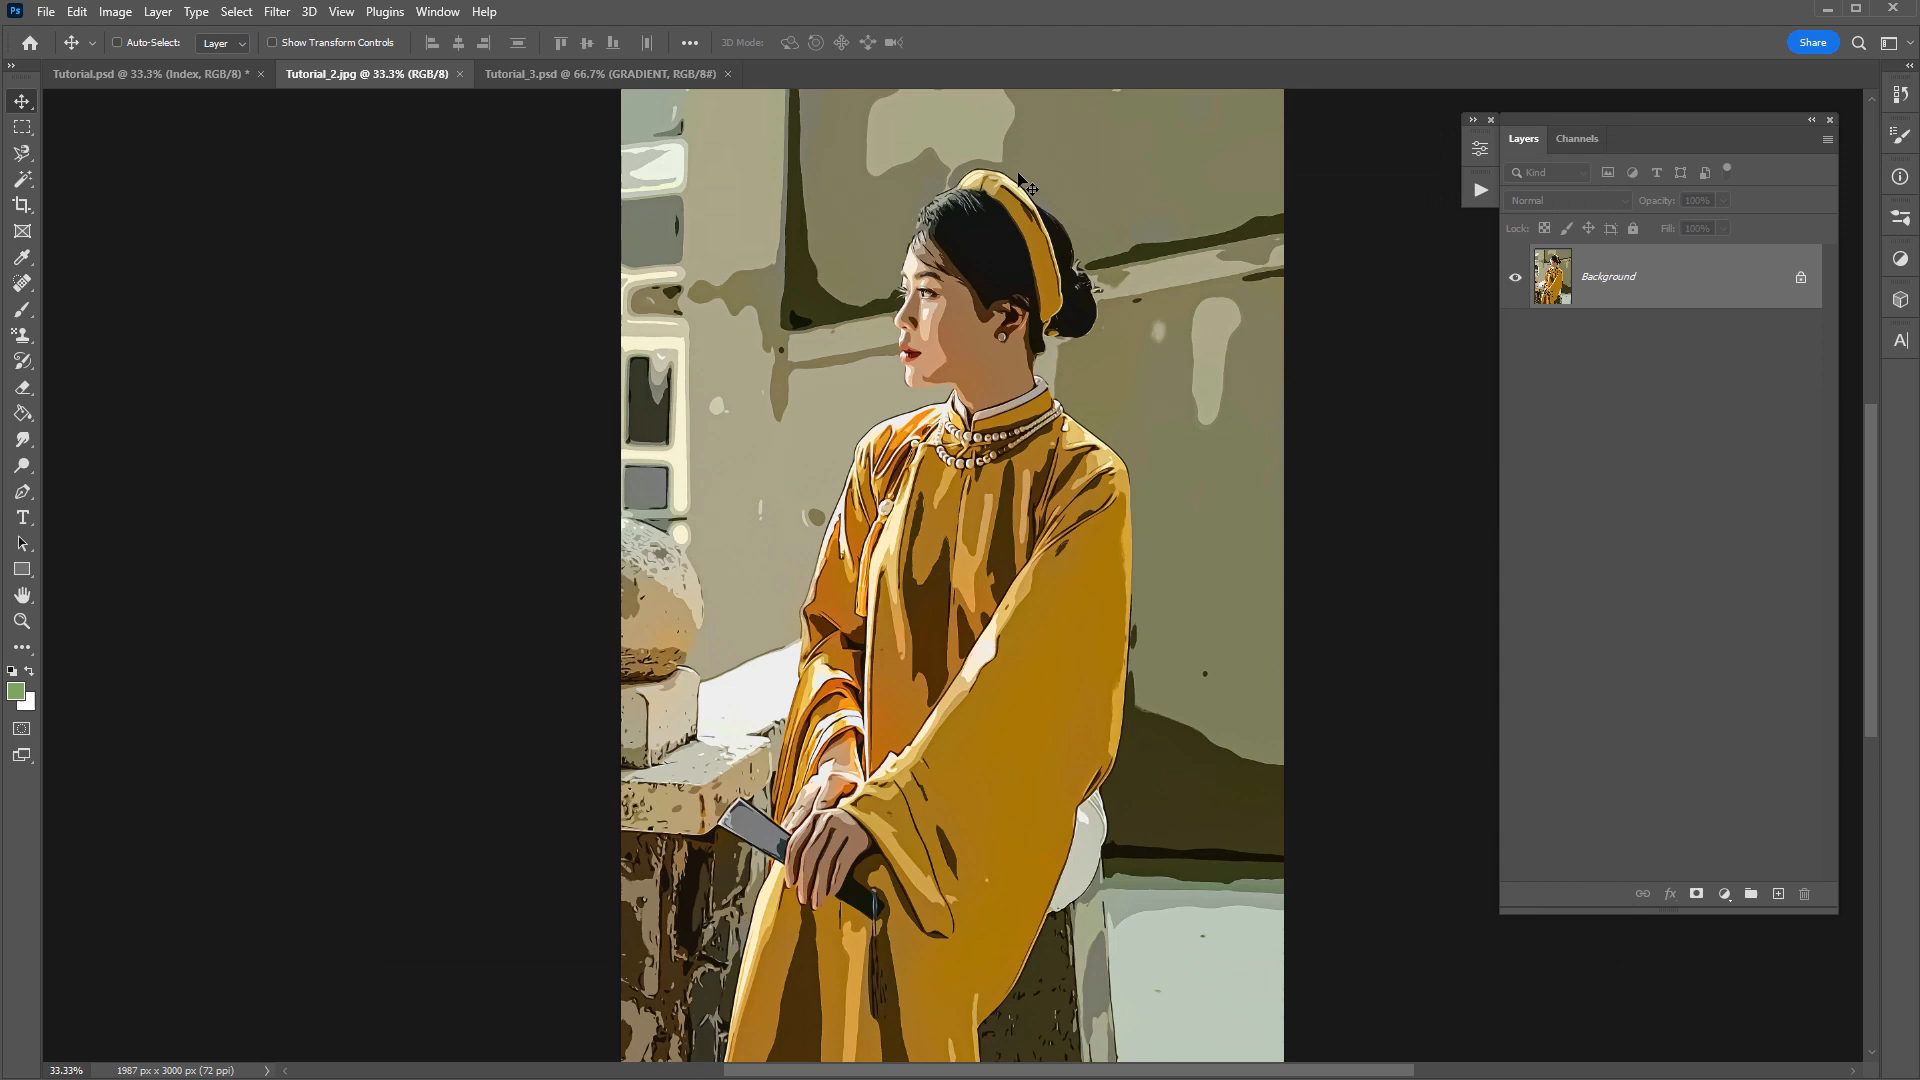 Ps File Edit Image Layer Type Select Filter 3D View Plugins Window Help
Auto-Select: Layer Show Transform Controls 3D Mode: Share
Tutorial.psd @ 33.3% (Index, RGB/8) * Tutorial_2.jpg @ 33.3% (RGB/8) Tutorial_3.psd @ 66.7% (GRADIENT, RGB/8#)
Layers Channels
Kind
Normal Opacity: 100%
Lock: Fill: 100%
Background
33.33% 1987 px x 3000 px (72 ppi)